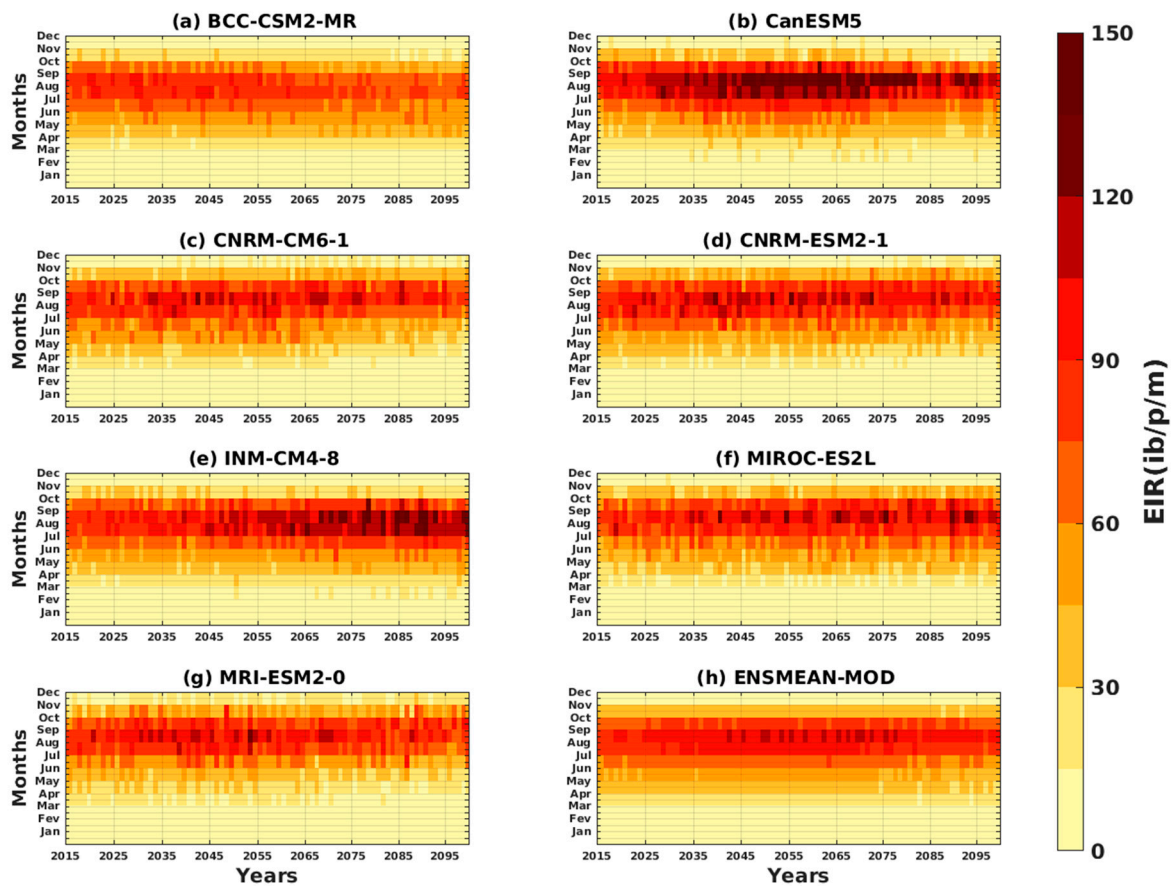 (a) BCC-CSM2-MR
(b) CanESM5
Months
Dec
Nov
Oct
Sep
Aug
Jul
Jun
May
Apr
Mar
Fev
Jan
2015 2025 2035 2045 2055 2065 2075 2085 2095
Dec
Nov
Oct
Sep
Aug
Jul
Jun
May
Apr
Mar
Fev
Jan
2015 2025 2035 2045 2055 2065 2075 2085 2095
(c) CNRM-CM6-1
(d) CNRM-ESM2-1
Months
Dec
Nov
Oct
Sep
Aug
Jul
Jun
May
Apr
Mar
Fev
Jan
2015 2025 2035 2045 2055 2065 2075 2085 2095
Dec
Nov
Oct
Sep
Aug
Jul
Jun
May
Apr
Mar
Fev
Jan
2015 2025 2035 2045 2055 2065 2075 2085 2095
(e) INM-CM4-8
(f) MIROC-ES2L
Months
Dec
Nov
Oct
Sep
Aug
Jul
Jun
May
Apr
Mar
Fev
Jan
2015 2025 2035 2045 2055 2065 2075 2085 2095
Dec
Nov
Oct
Sep
Aug
Jul
Jun
May
Apr
Mar
Fev
Jan
2015 2025 2035 2045 2055 2065 2075 2085 2095
(g) MRI-ESM2-0
(h) ENSMEAN-MOD
Months
Dec
Nov
Oct
Sep
Aug
Jul
Jun
May
Apr
Mar
Fev
Jan
2015 2025 2035 2045 2055 2065 2075 2085 2095
Years
Dec
Nov
Oct
Sep
Aug
Jul
Jun
May
Apr
Mar
Fev
Jan
2015 2025 2035 2045 2055 2065 2075 2085 2095
Years
150
120
90
60
30
0
EIR(ib/p/m)